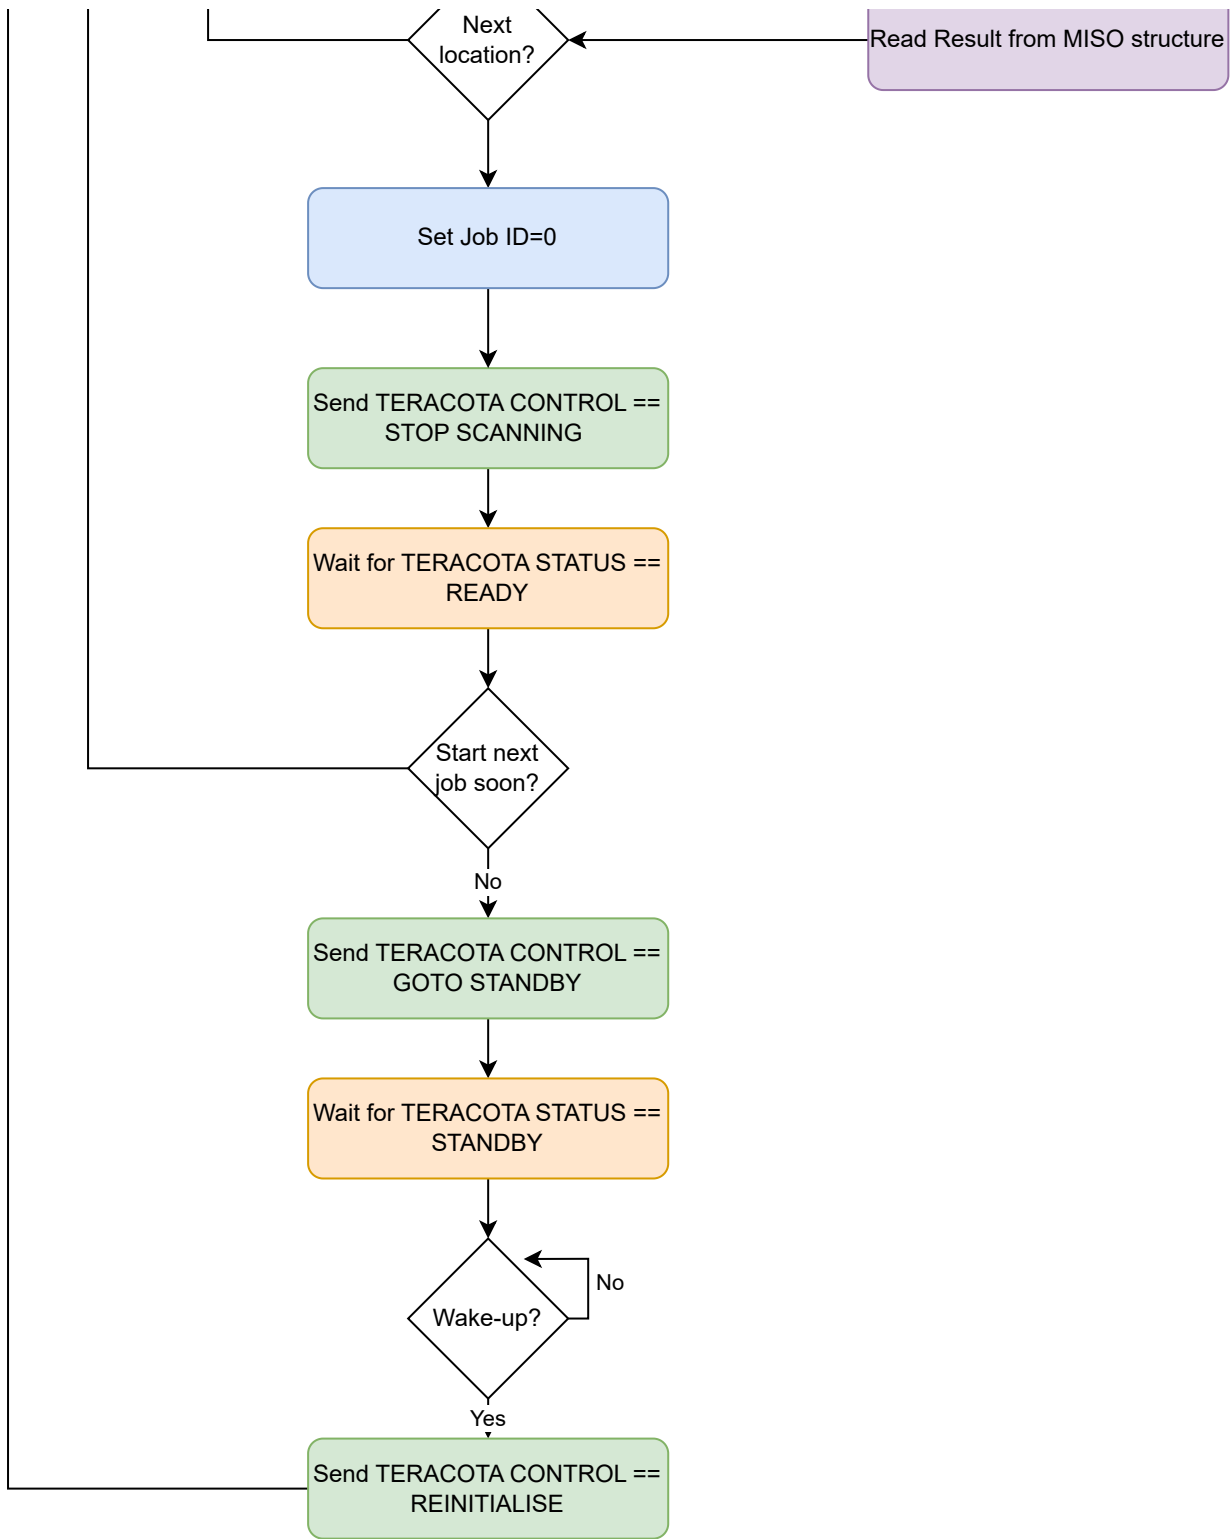 Next
location?
Read Result from MISO structure
Set Job ID=0
Send TERACOTA CONTROL ==
STOP SCANNING
Wait for TERACOTA STATUS ==
READY
Start next
job soon?
No
Send TERACOTA CONTROL ==
GOTO STANDBY
Wait for TERACOTA STATUS ==
STANDBY
No
Wake-up?
Yes
Send TERACOTA CONTROL ==
REINITIALISE